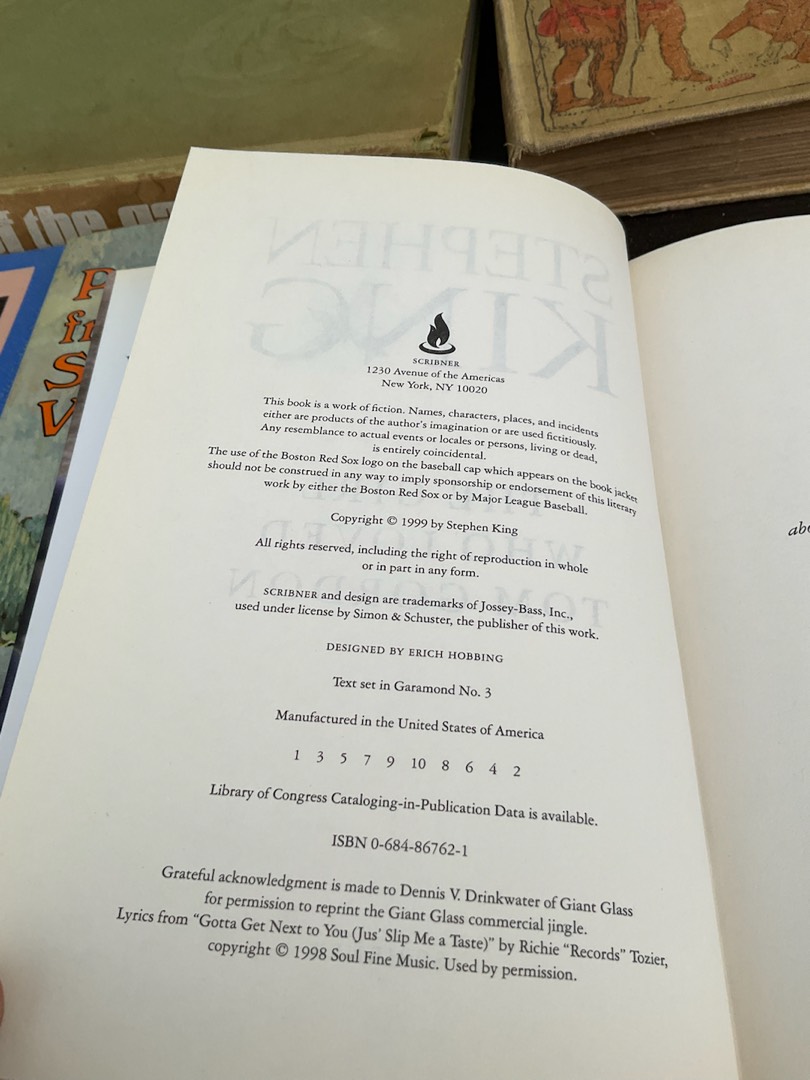 of the
P
fr
S
V
STEPHEN
KING
SCRIBNER
1230 Avenue of the Americas
New York, NY 10020
This book is a work of fiction. Names, characters, places, and incidents
either are products of the author's imagination or are used fictitiously.
Any resemblance to actual events or locales or persons, living or dead,
is entirely coincidental.
The use of the Boston Red Sox logo on the baseball cap which appears on the book jacket
should not be construed in any way to imply sponsorship or endorsement of this literary
work by either the Boston Red Sox or by Major League Baseball.
Copyright © 1999 by Stephen King
All rights reserved, including the right of reproduction in whole
or in part in any form.
THE GIRL
WHO LOVED
TOM GORDON
SCRIBNER and design are trademarks of Jossey-Bass, Inc.,
used under license by Simon & Schuster, the publisher of this work.
DESIGNED BY ERICH HOBBING
Text set in Garamond No. 3
Manufactured in the United States of America
1 3 5 7 9 10 8 6 4 2
Library of Congress Cataloging-in-Publication Data is available.
ISBN 0-684-86762-1
Grateful acknowledgment is made to Dennis V. Drinkwater of Giant Glass
for permission to reprint the Giant Glass commercial jingle.
Lyrics from “Gotta Get Next to You (Jus’ Slip Me a Taste)” by Richie “Records” Tozier,
copyright © 1998 Soul Fine Music. Used by permission.